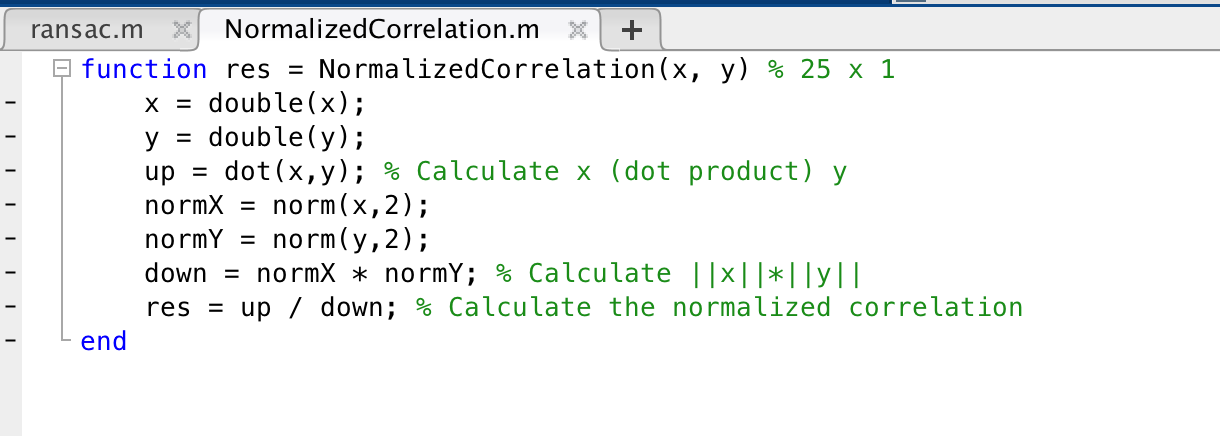 ransac.m
NormalizedCorrelation.m
function res = NormalizedCorrelation(x, y) % 25 x 1
x = double(x);
y = double(y);
up = dot(x,y); % Calculate x (dot product) y
normX = norm(x,2);
normY = norm(y,2);
down = normX * normY; % Calculate ||x||*||y||
res = up / down; % Calculate the normalized correlation
end